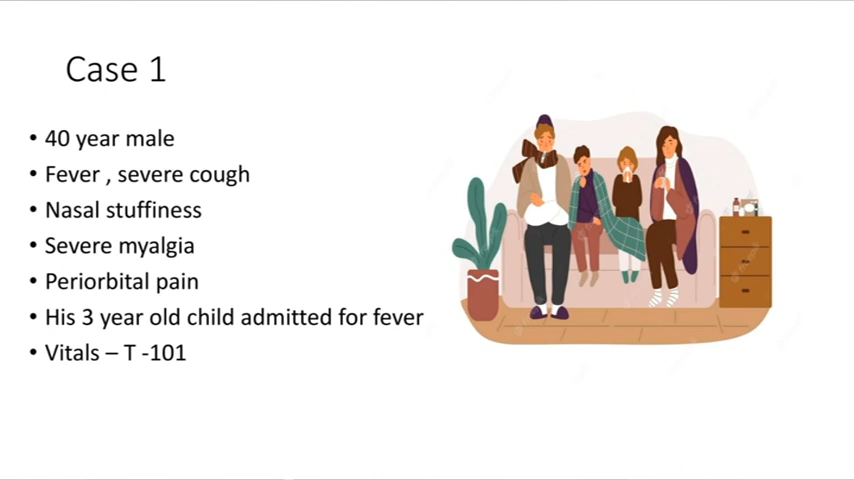 Case 1
• 40 year male
• Fever , severe cough
• Nasal stuffiness
• Severe myalgia
• Periorbital pain
• His 3 year old child admitted for fever
• Vitals – T -101